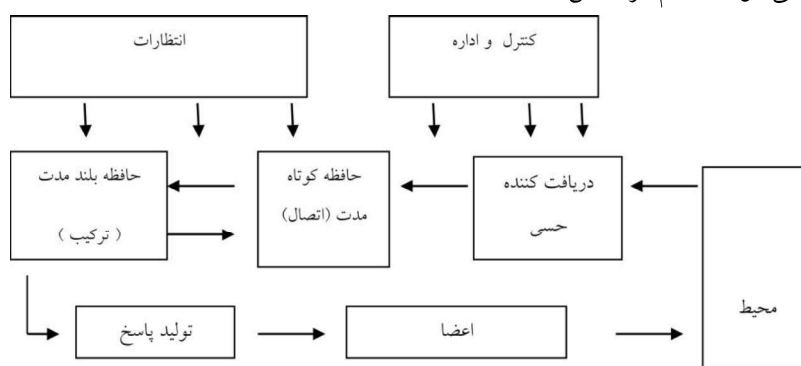 کنترل و اداره
انتظارات
دریافت کننده
حسی
حافظه کوتاه
مدت (اتصال)
حافظه بلند مدت
( ترکیب )
محیط
تولید پاسخ
اعضا